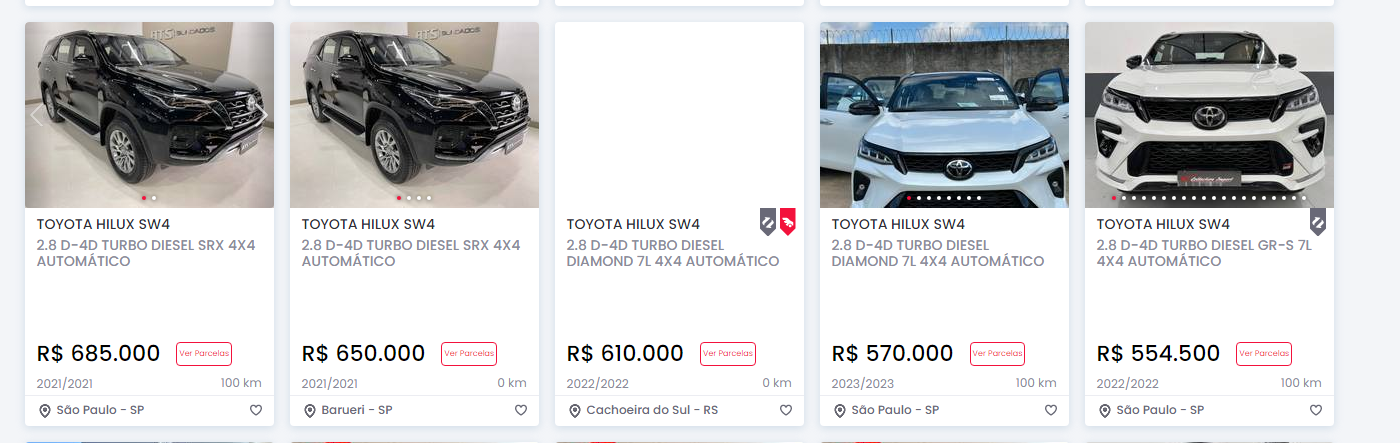 TOYOTA HILUX SW4
2.8 D-4D TURBO DIESEL SRX 4X4
AUTOMÁTICO
R$ 685.000
Ver Parcelas
2021/2021
100 km
São Paulo - SP
TOYOTA HILUX SW4
2.8 D-4D TURBO DIESEL SRX 4X4
AUTOMÁTICO
R$ 650.000
Ver Parcelas
2021/2021
0 km
Barueri - SP
TOYOTA HILUX SW4
2.8 D-4D TURBO DIESEL
DIAMOND 7L 4X4 AUTOMÁTICO
R$ 610.000
Ver Parcelas
2022/2022
0 km
Cachoeira do Sul - RS
TOYOTA HILUX SW4
2.8 D-4D TURBO DIESEL
DIAMOND 7L 4X4 AUTOMÁTICO
R$ 570.000
Ver Parcelas
2023/2023
100 km
São Paulo - SP
TOYOTA HILUX SW4
2.8 D-4D TURBO DIESEL GR-S 7L
4X4 AUTOMÁTICO
R$ 554.500
Ver Parcelas
2022/2022
100 km
São Paulo - SP